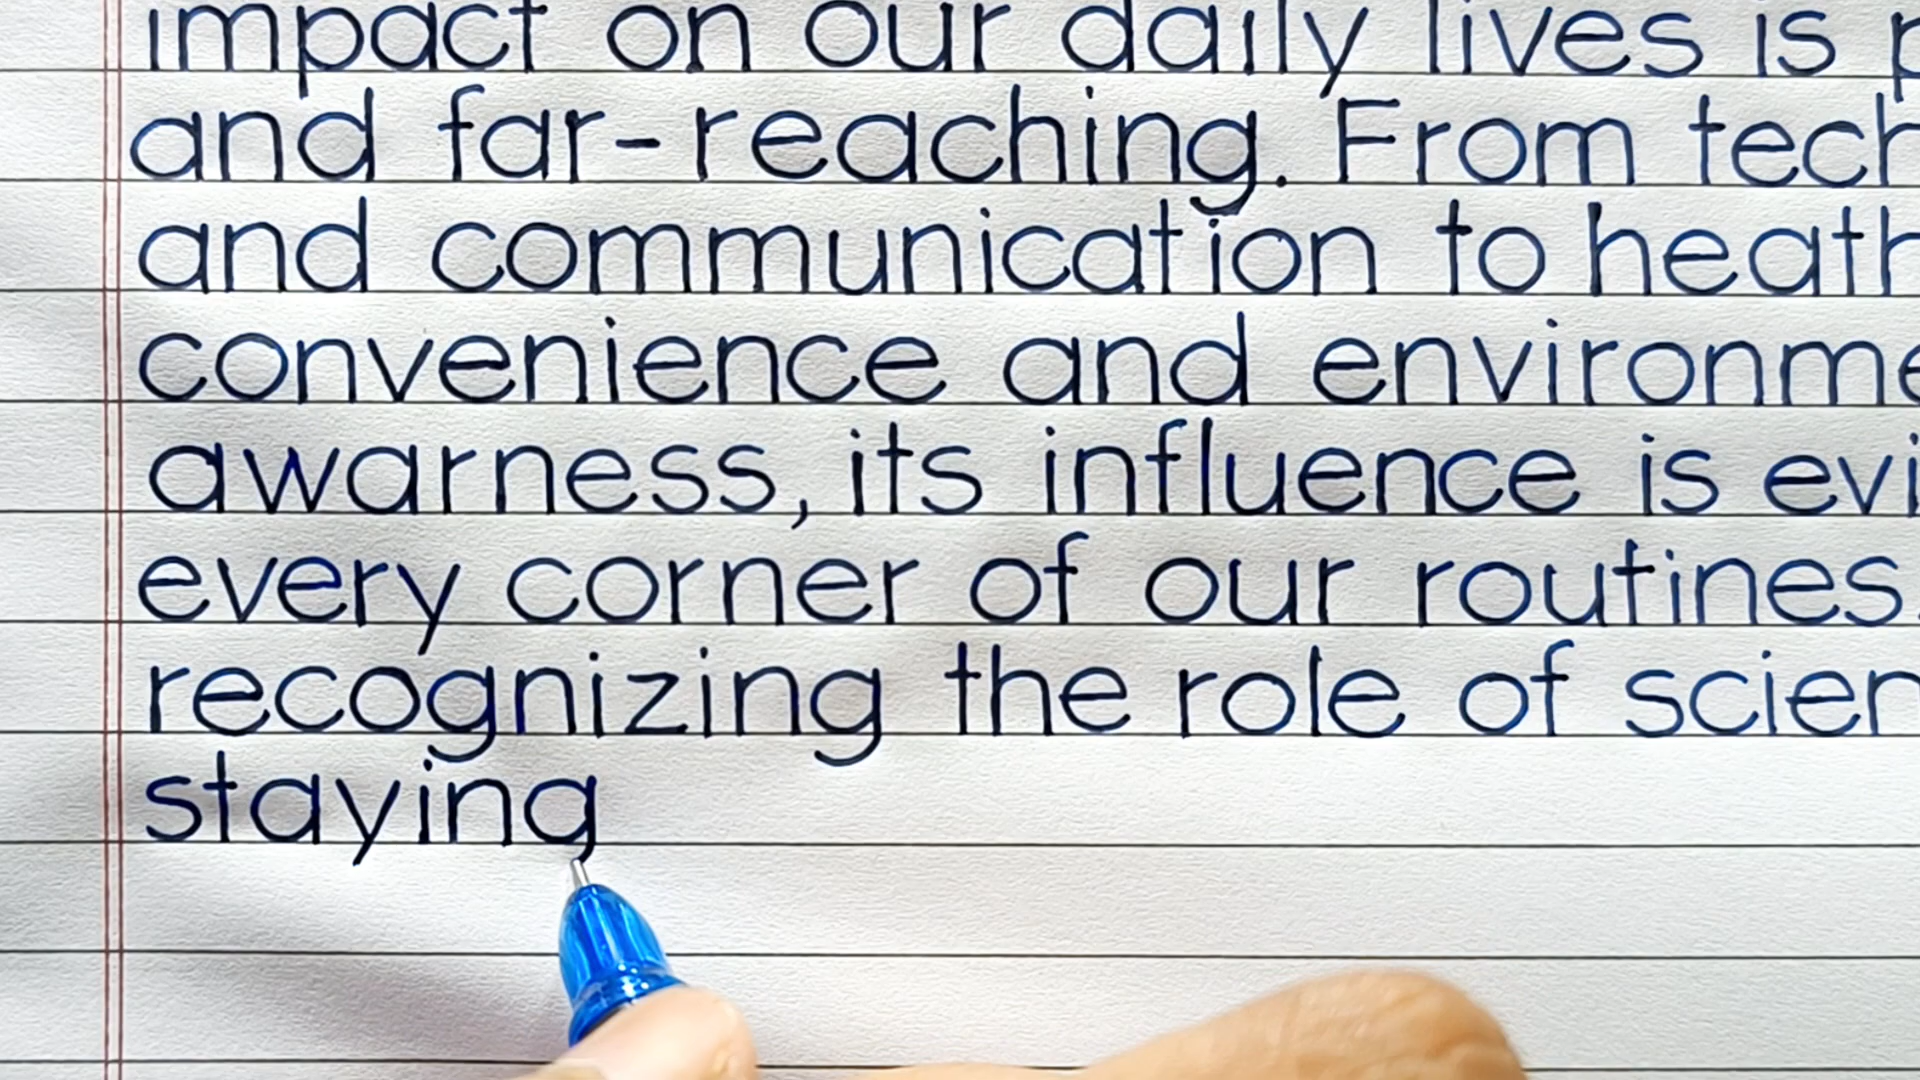 impact on our daily lives is p
and far-reaching. From tech
and communication to heath
convenience and environme
awarness, its influence is evi
every corner of our routines.
recognizing the role of scien
staying